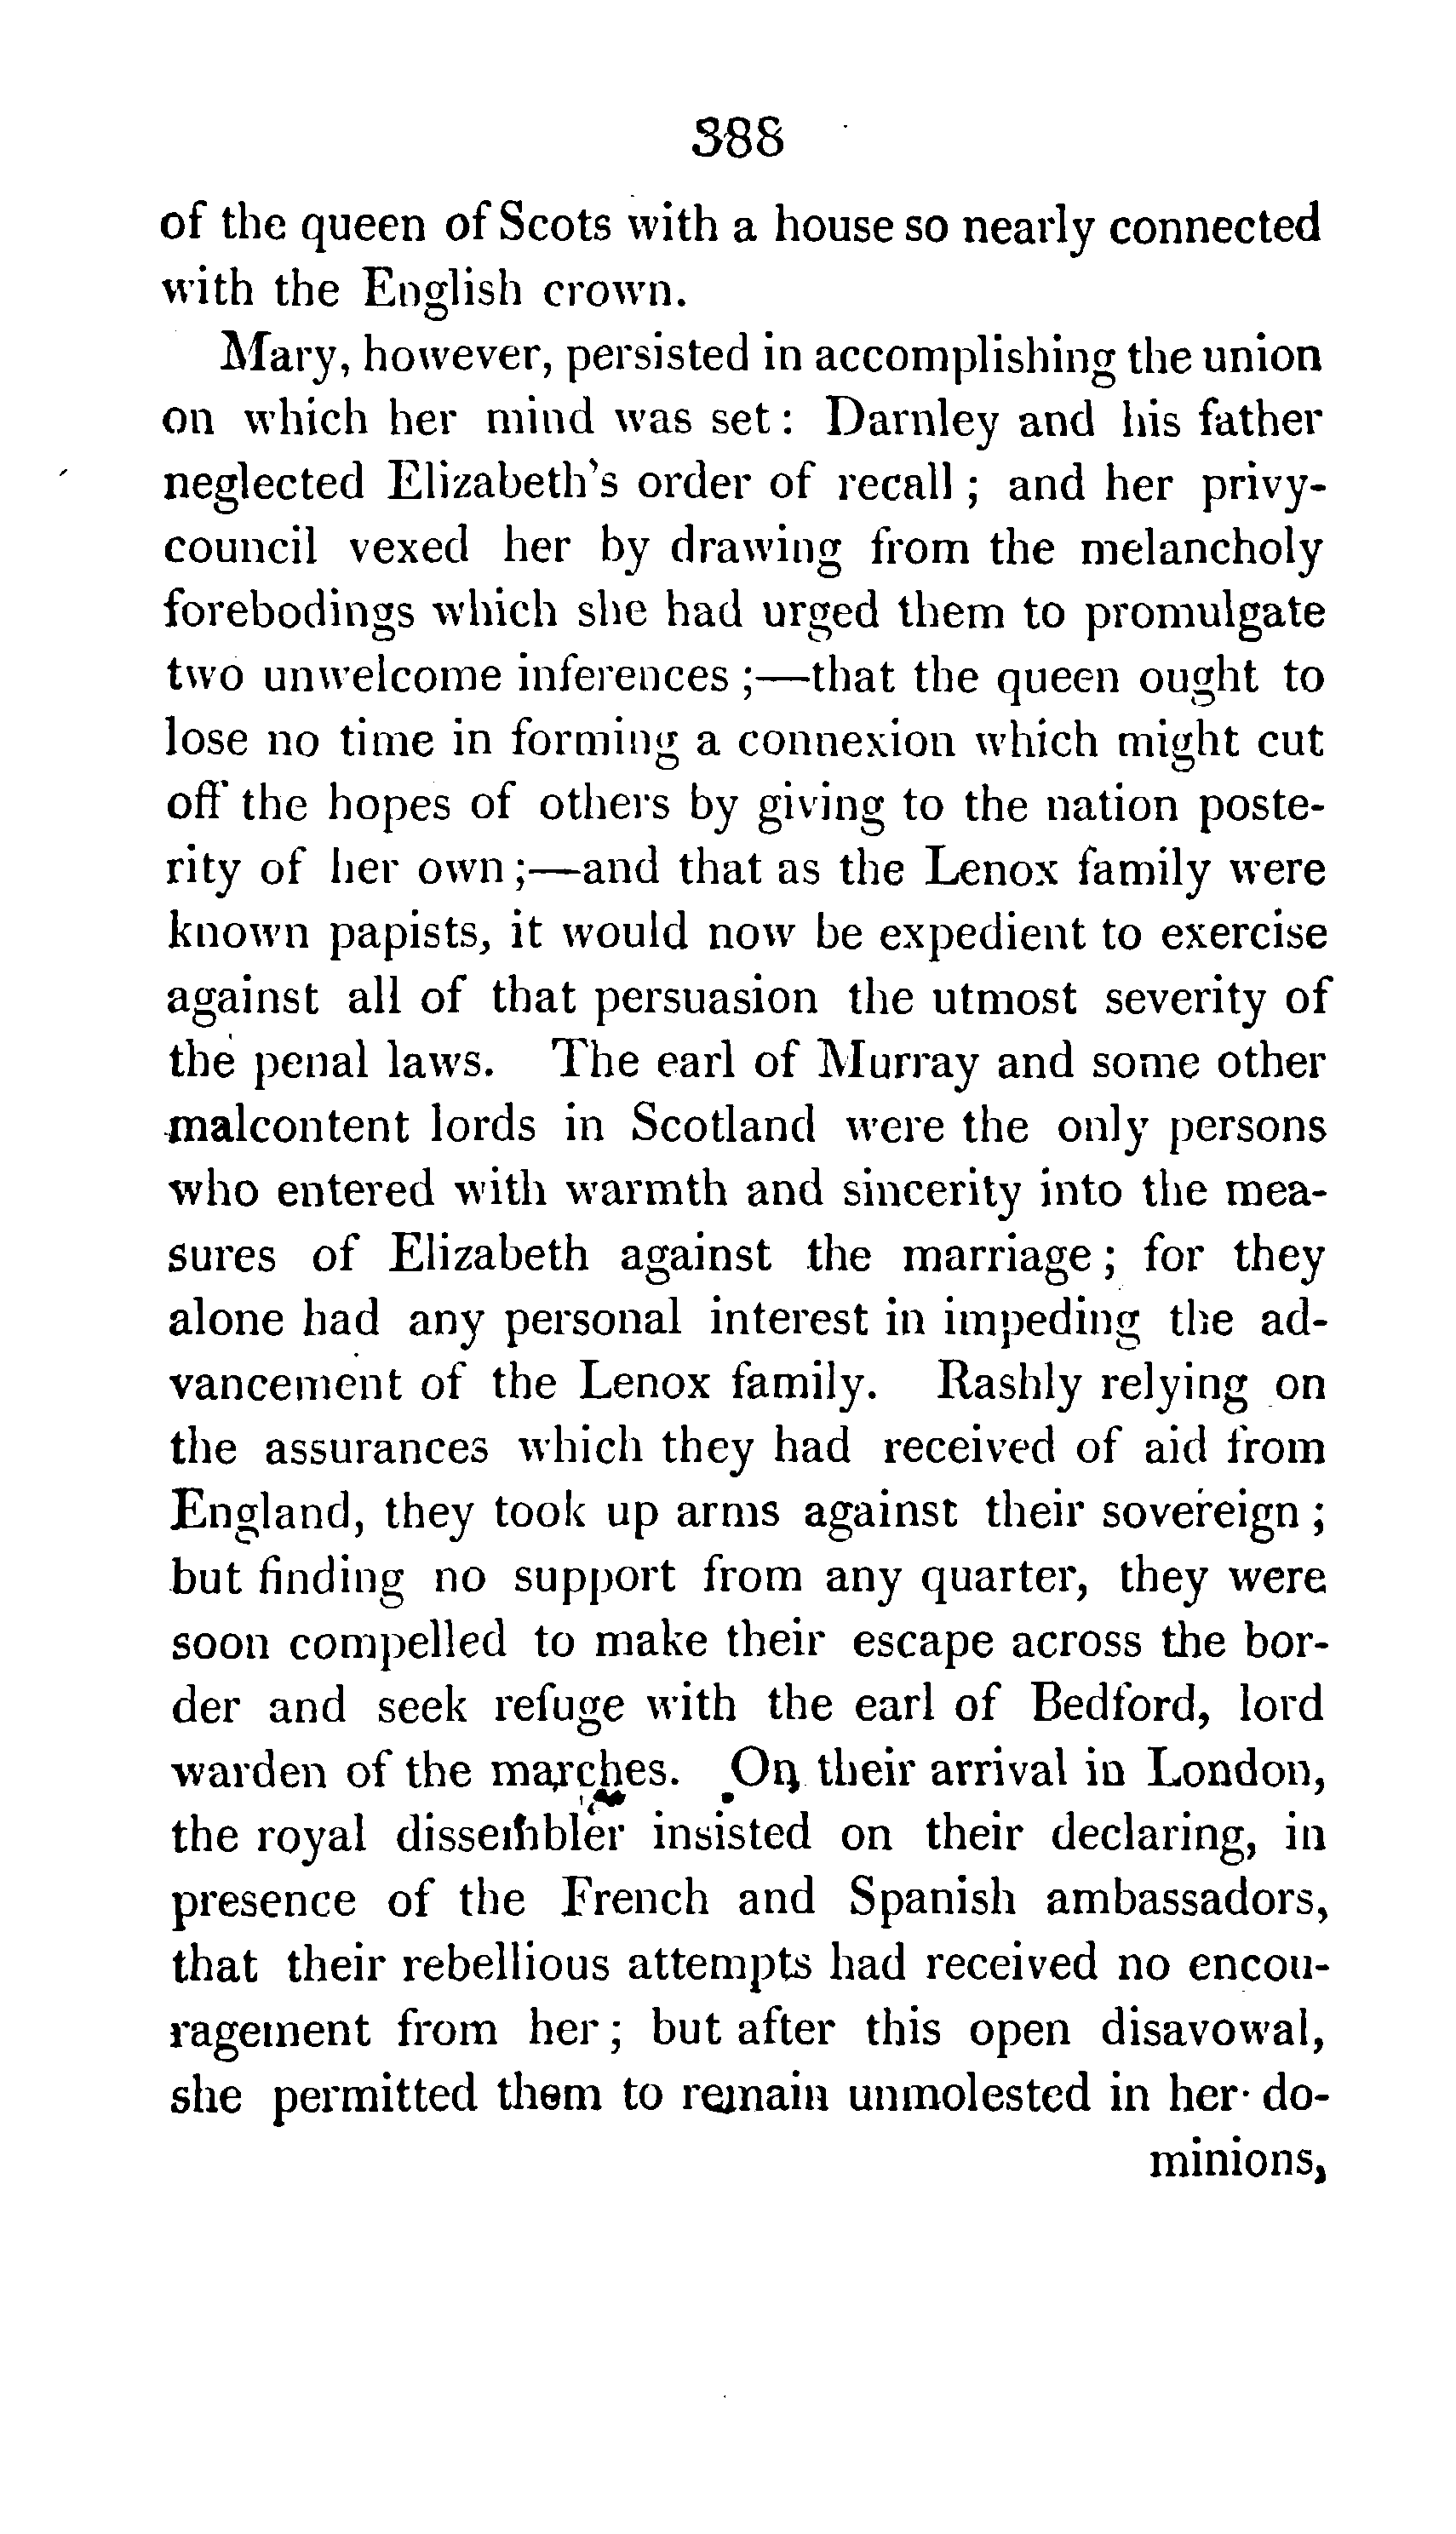 388
of the queen of Scots with a house so nearly connected
with the English crown.
Mary, however, persisted in accomplishing the union
on which her mind was set : Darnley and his father
neglected Elizabeth's order of recall ; and her privy-
council vexed her by drawing from the melancholy
forebodings which she had urged them to promulgate
two unwelcome inferences ;—that the queen ought to
lose no time in forming a connexion which might cut
off the hopes of others by giving to the nation poste-
rity of her own ;—and that as the Lenox family were
known papists, it would now be expedient to exercise
against all of that persuasion the utmost severity of
the penal laws. The earl of Murray and some other
malcontent lords in Scotland were the only persons
who entered with warmth and sincerity into the mea-
sures of Elizabeth against the marriage ; for they
alone had any personal interest in impeding the ad-
vancement of the Lenox family. Rashly relying on
the assurances which they had received of aid from
England, they took up arms against their sovereign ;
but finding no support from any quarter, they were
soon compelled to make their escape across the bor-
der and seek refuge with the earl of Bedford, lord
warden of the marches. On their arrival in London,
the royal dissembler insisted on their declaring, in
presence of the French and Spanish ambassadors,
that their rebellious attempts had received no encou-
ragement from her ; but after this open disavowal,
she permitted them to remain unmolested in her do-
minions,